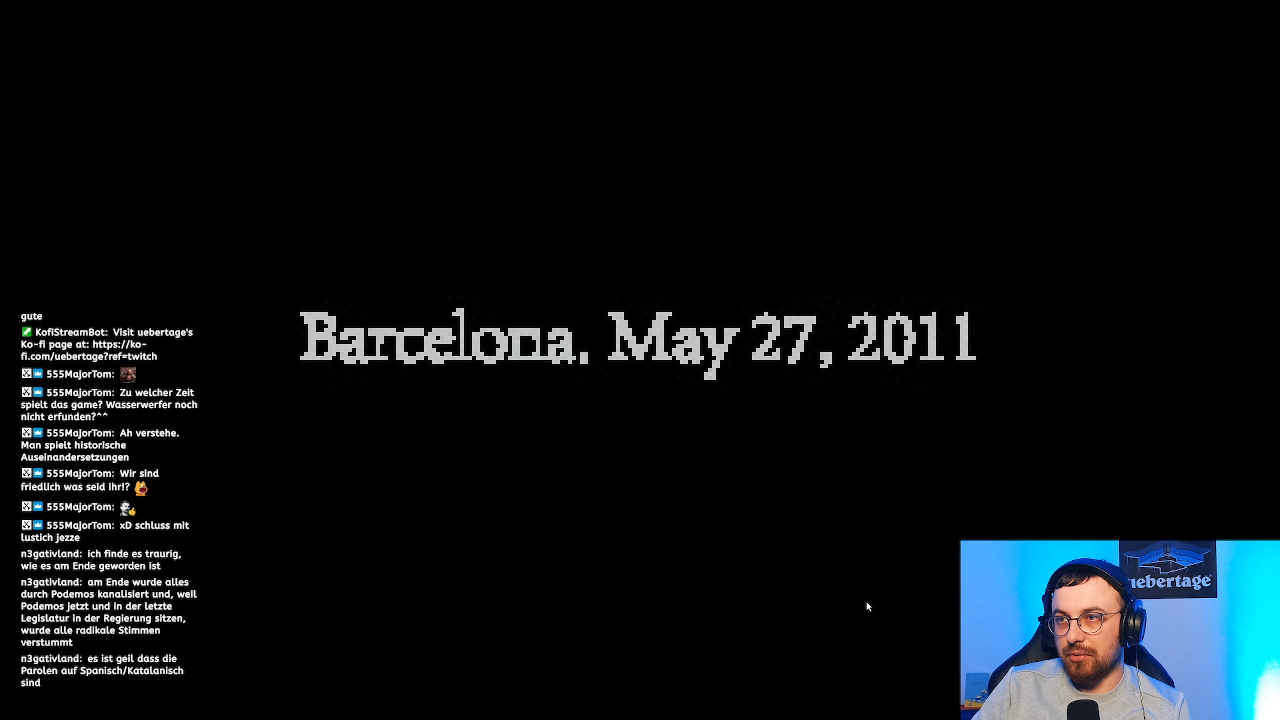 Barcelona. May 27, 2011
gute
KofiStreamBot: Visit uebertage's
Ko-fi page at: https://ko-
fi.com/uebertage?ref=twitch
555MajorTom:
555MajorTom: Zu welcher Zeit
spielt das game? Wasserwerfer noch
nicht erfunden?^^
555MajorTom: Ah verstehe.
Man spielt historische
Auseinandersetzungen
555MajorTom: Wir sind
friedlich was seid ihr!?
555MajorTom:
555MajorTom: xD schluss mit
lustich jezze
n3gativland: ich finde es traurig,
wie es am Ende geworden ist
n3gativland: am Ende wurde alles
durch Podemos kanalisiert und, weil
Podemos jetzt und in der letzte
Legislatur in der Regierung sitzen,
wurde alle radikale Stimmen
verstummt
n3gativland: es ist geil dass die
Parolen auf Spanisch/Katalanisch
sind
uebertage